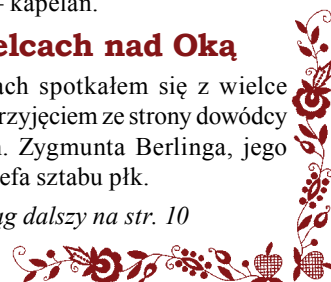 - kapelan.
elcach nad Oką
ach spotkałem się z wielce
rzyjęciem ze strony dowódcy
. Zygmunta Berlinga, jego
efa sztabu płk.
ąg dalszy na str. 10